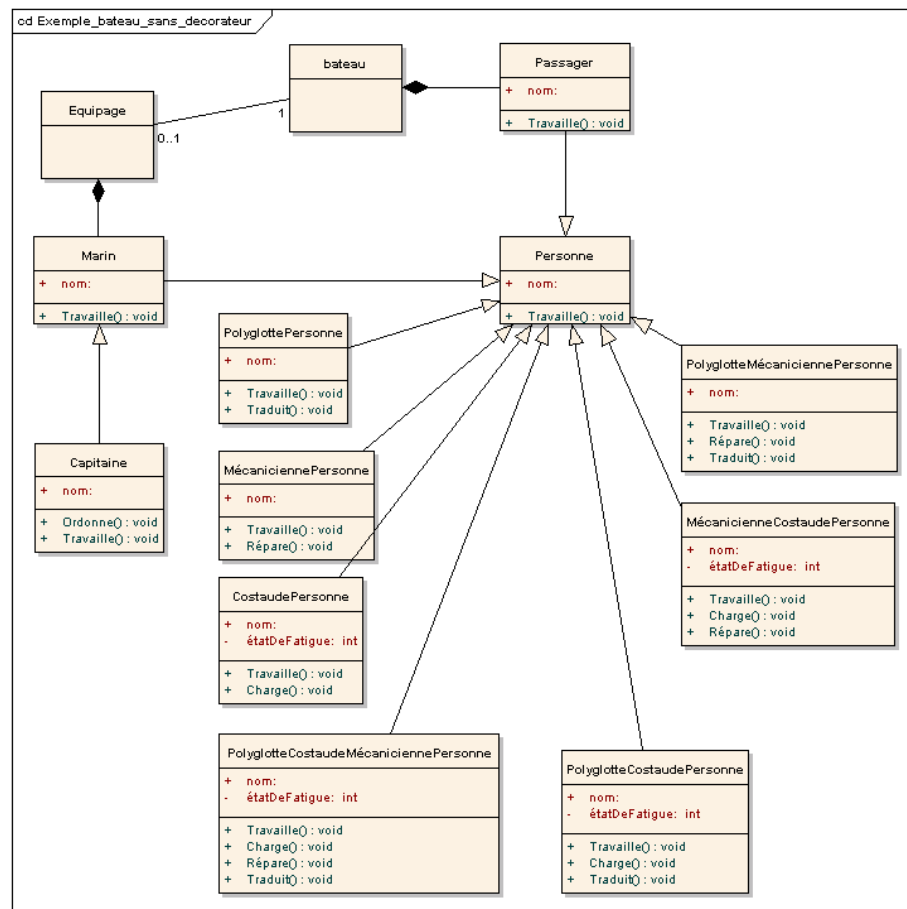 cd Exemple_bateau_sans_decorateur
bateau
Passager
+ nom:
+ Travaille() : void
Equipage
1
0..1
Marin
+ nom:
+ Travaille() : void
Personne
+ nom:
+ Travaille() : void
PolyglottePersonne
+ nom:
+ Travaille() : void
+ Traduit() : void
PolyglotteMécaniciennePersonne
+ nom:
+ Travaille() : void
+ Répare() : void
+ Traduit() : void
Capitaine
+ nom:
+ Ordonne() : void
+ Travaille() : void
MécaniciennePersonne
+ nom:
+ Travaille() : void
+ Répare() : void
MécanicienneCostaudePersonne
+ nom:
- étatDeFatigue: int
+ Travaille() : void
+ Charge() : void
+ Répare() : void
CostaudePersonne
+ nom:
- étatDeFatigue: int
+ Travaille() : void
+ Charge() : void
PolyglotteCostaudeMécaniciennePersonne
+ nom:
- étatDeFatigue: int
+ Travaille() : void
+ Charge() : void
+ Répare() : void
+ Traduit() : void
PolyglotteCostaudePersonne
+ nom:
- étatDeFatigue: int
+ Travaille() : void
+ Charge() : void
+ Traduit() : void